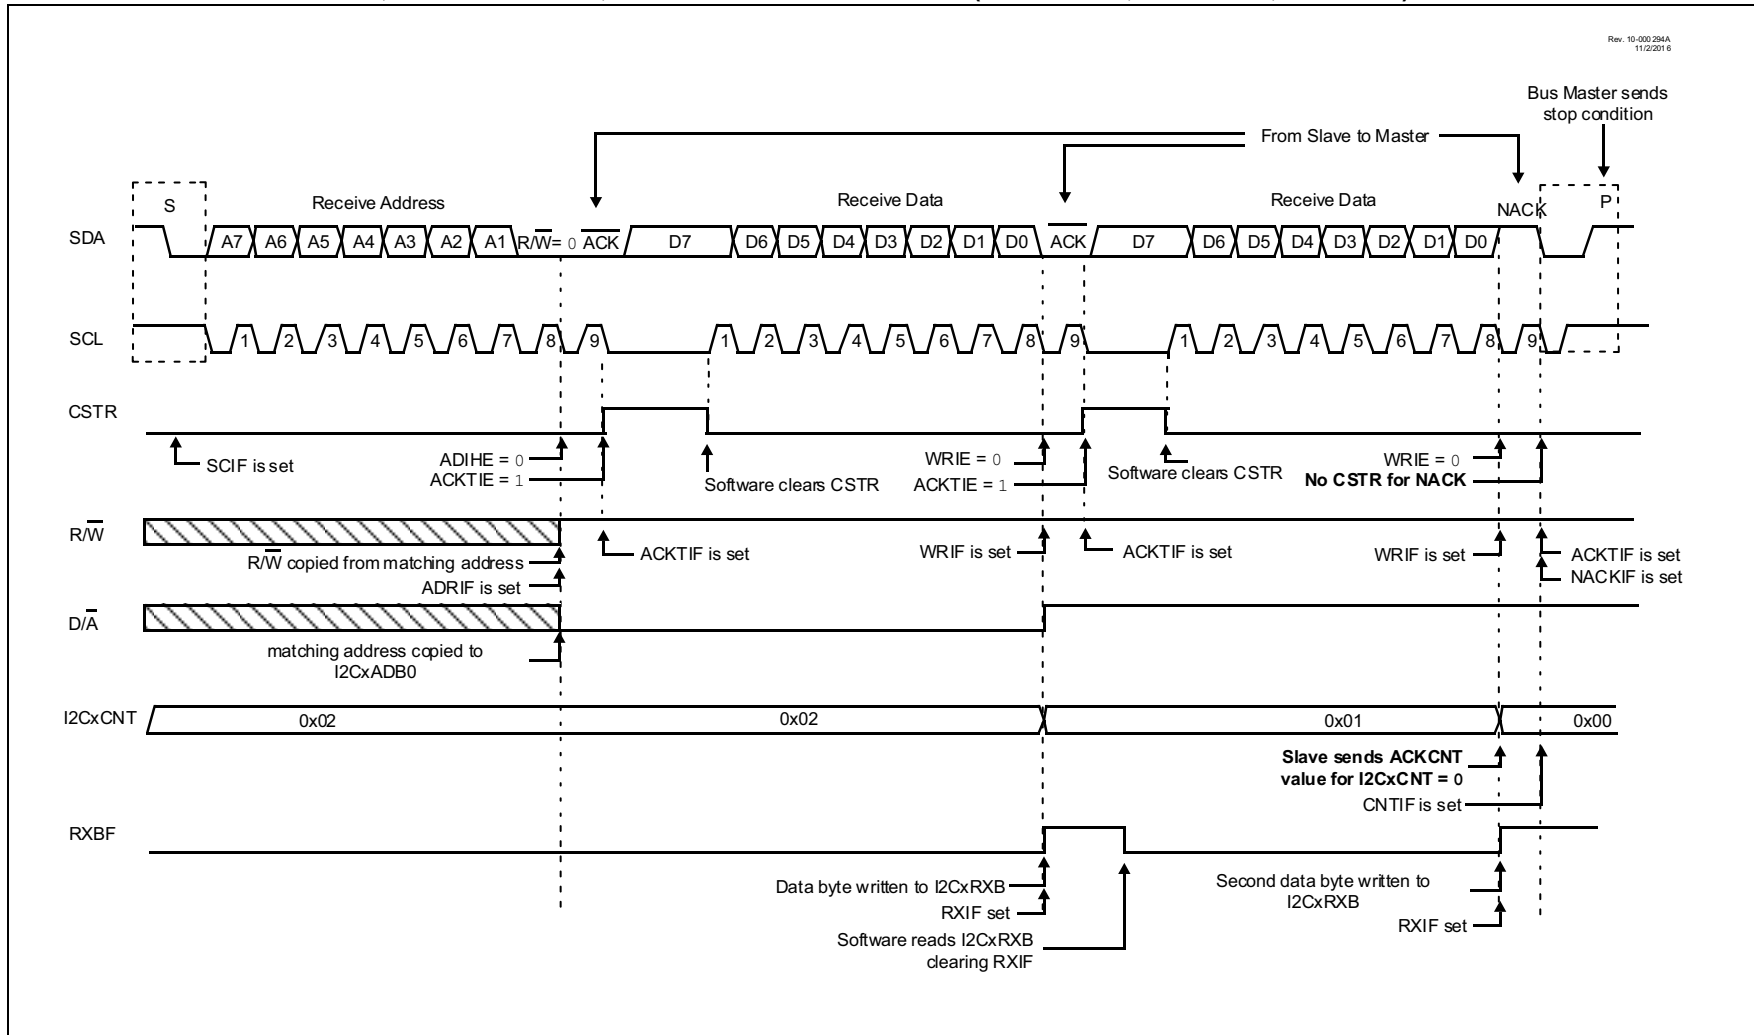 Rev. 10-000 294A
11/2/2016
Bus Master sends
stop condition
From Slave to Master
S
Receive Address
Receive Data
Receive Data
NACK
P
SDA
A7 A6 A5 A4 A3 A2 A1 R/W̅= 0 A̅C̅K̅ D7 D6 D5 D4 D3 D2 D1 D0 A̅C̅K̅ D7 D6 D5 D4 D3 D2 D1 D0
SCL
1 2 3 4 5 6 7 8 9 1 2 3 4 5 6 7 8 9 1 2 3 4 5 6 7 8 9
CSTR
SCIF is set
ADIHE = 0
ACKTIE = 1
Software clears CSTR
WRIE = 0
ACKTIE = 1
Software clears CSTR
WRIE = 0
No CSTR for NACK
R/W̅
R/W̅ copied from matching address
ADRIF is set
ACKTIF is set
WRIF is set
ACKTIF is set
WRIF is set
ACKTIF is set
NACKIF is set
D/A̅
matching address copied to
I2CxADB0
I2CxCNT
0x02
0x02
0x01
0x00
Slave sends ACKCNT
value for I2CxCNT = 0
CNTIF is set
RXBF
Data byte written to I2CxRXB
RXIF set
Software reads I2CxRXB
clearing RXIF
Second data byte written to
I2CxRXB
RXIF set